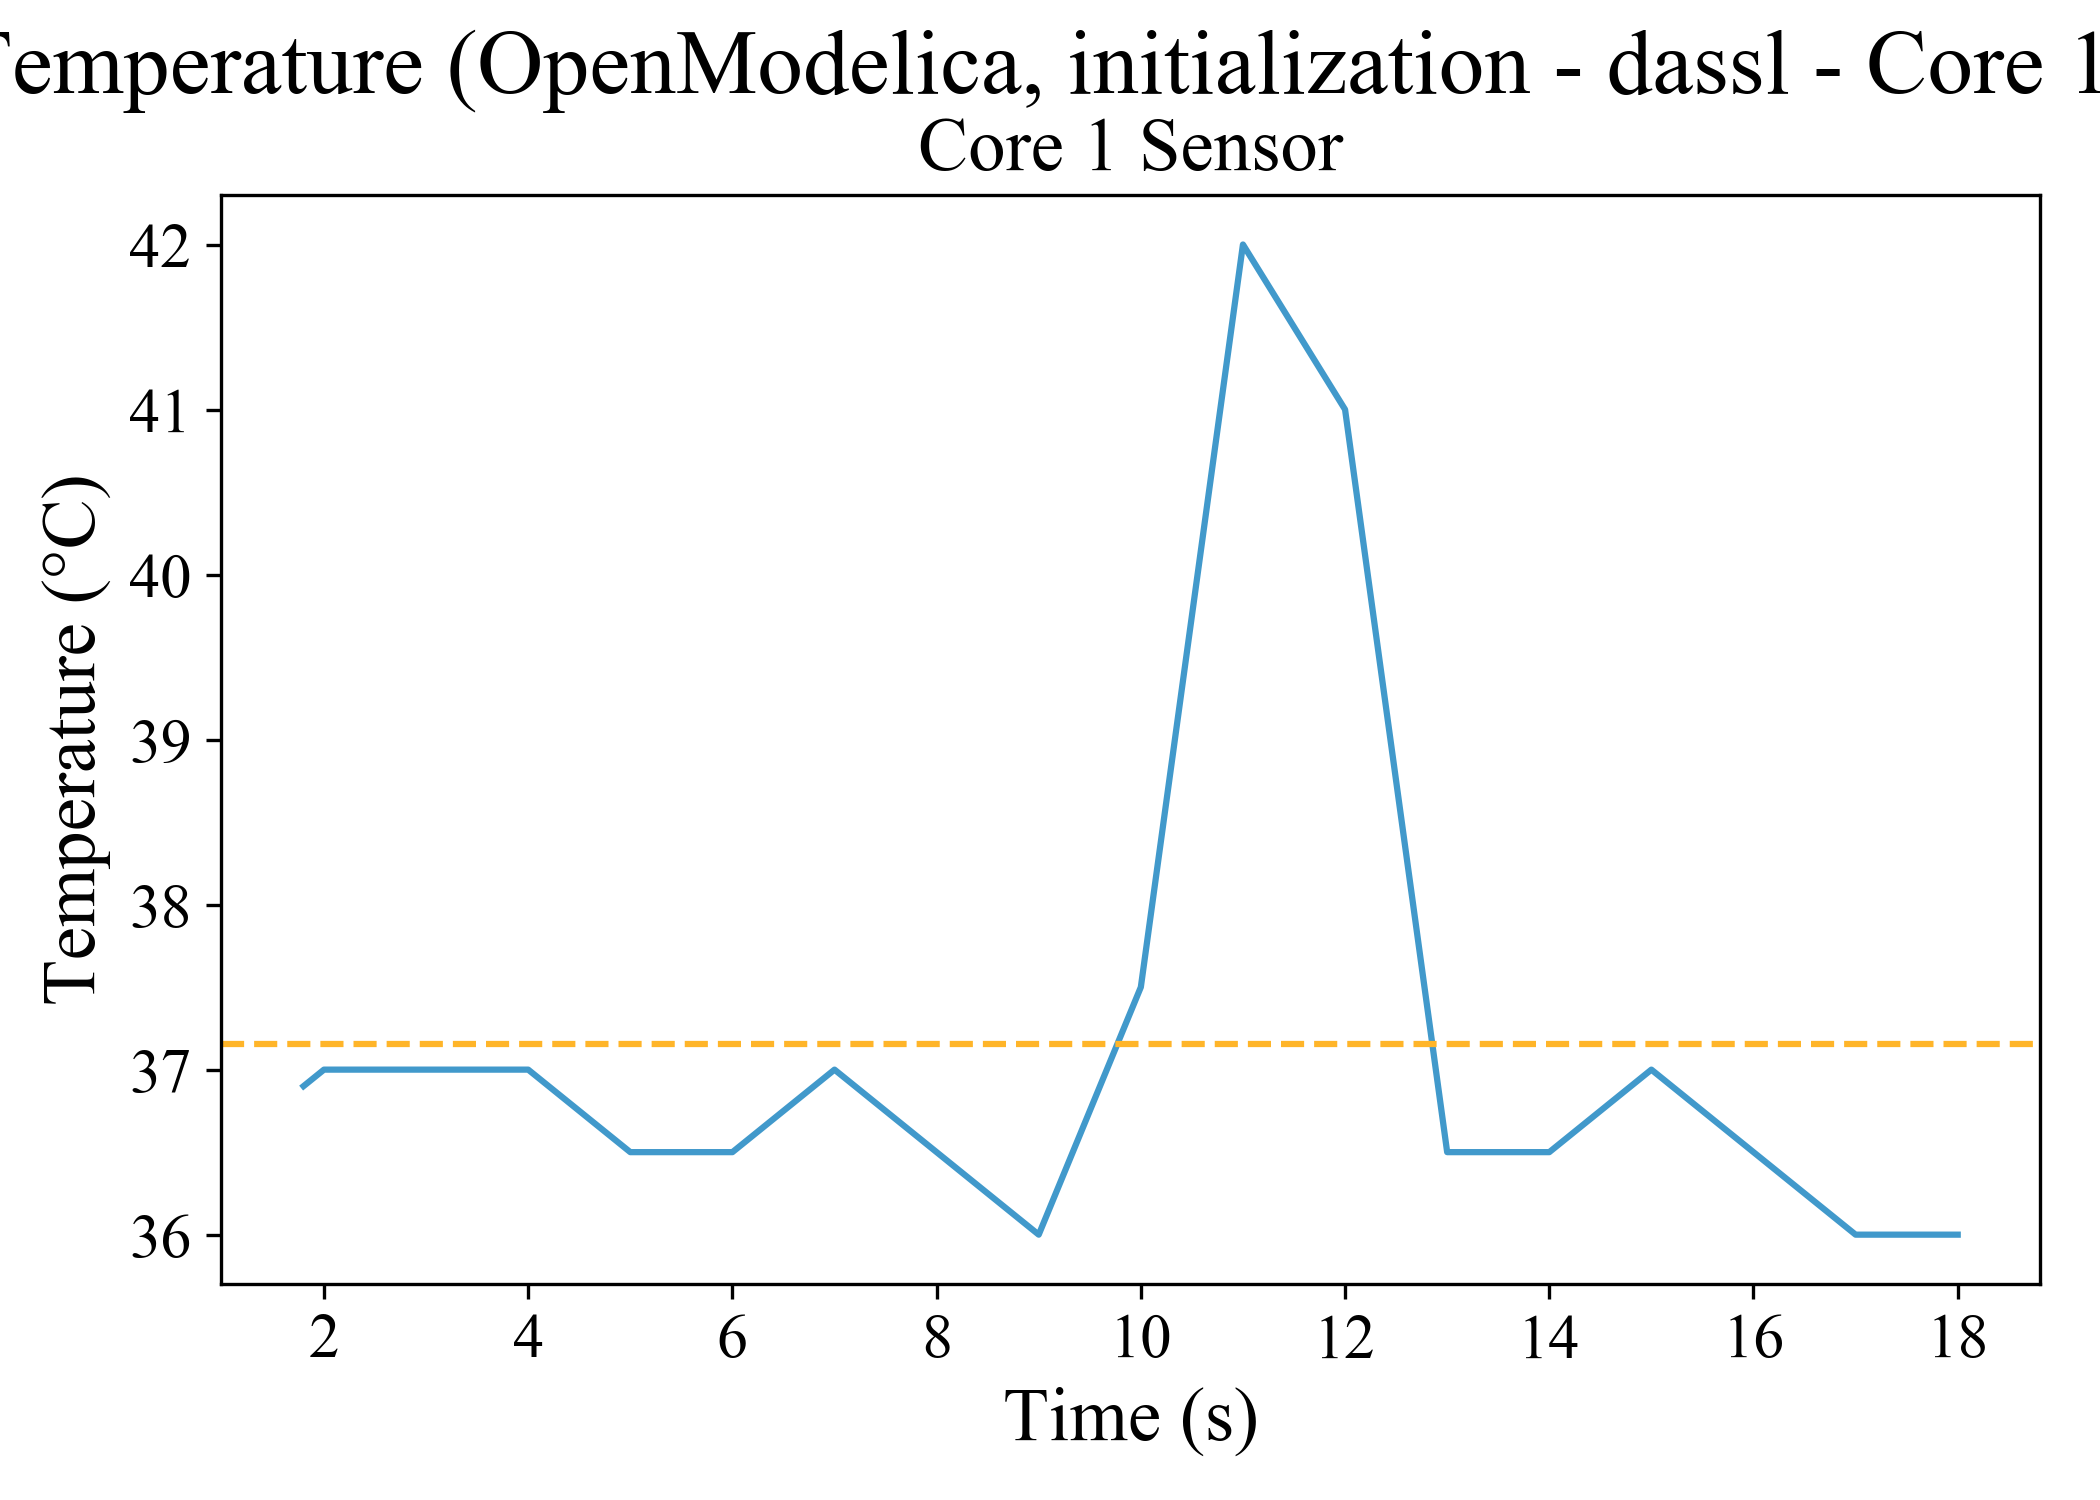 Temperature (OpenModelica, initialization - dassl - Core 1
Core 1 Sensor
42
41
40
39
38
37
36
Temperature (°C)
2 4 6 8 10 12 14 16 18
Time (s)